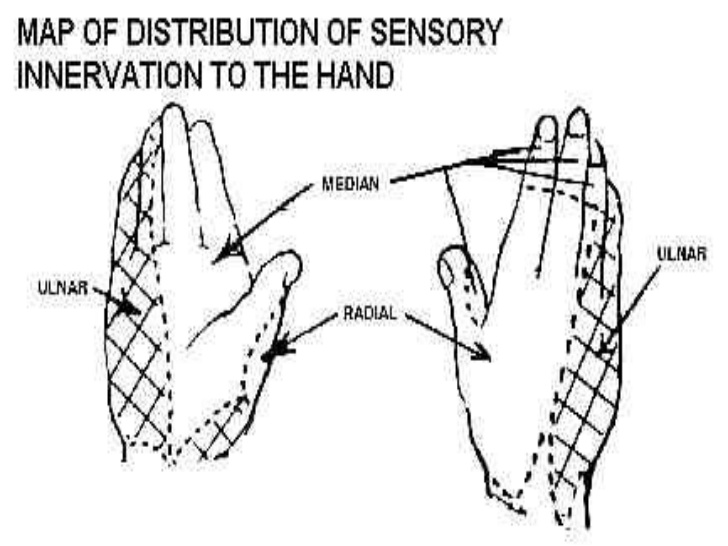 MAP OF DISTRIBUTION OF SENSORY
INNERVATION TO THE HAND
MEDIAN
ULNAR
ULNAR
RADIAL